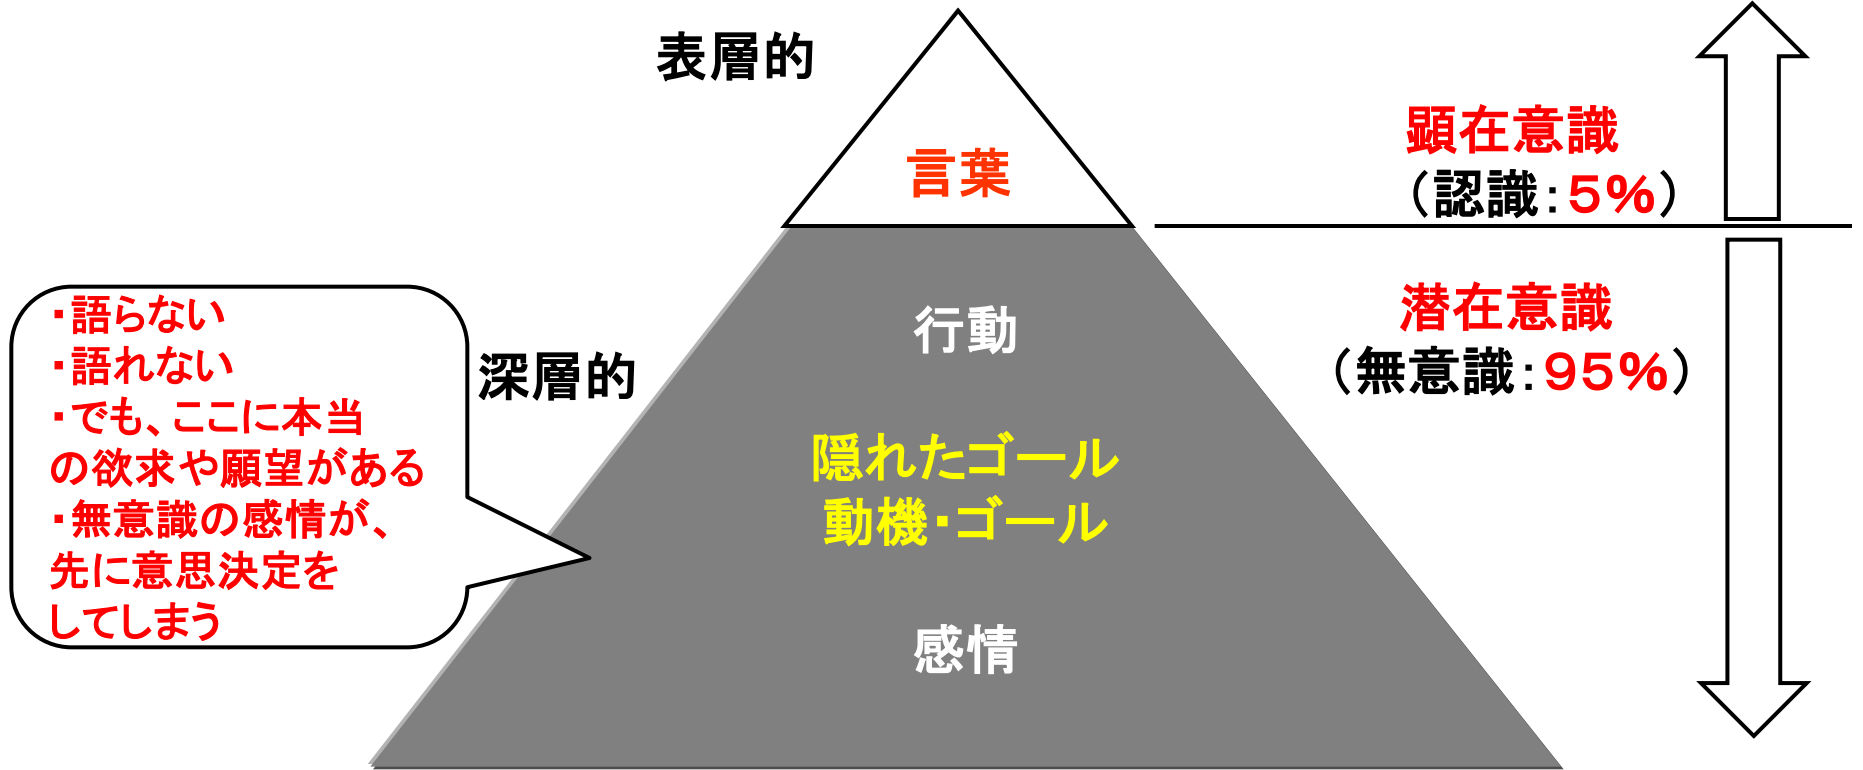 表層的
言葉
顕在意識
（認識：5％）
・語らない
・語れない
・でも、ここに本当
の欲求や願望がある
・無意識の感情が、
先に意思決定を
してしまう
深層的
行動
隠れたゴール
動機・ゴール
感情
潜在意識
（無意識：95％）